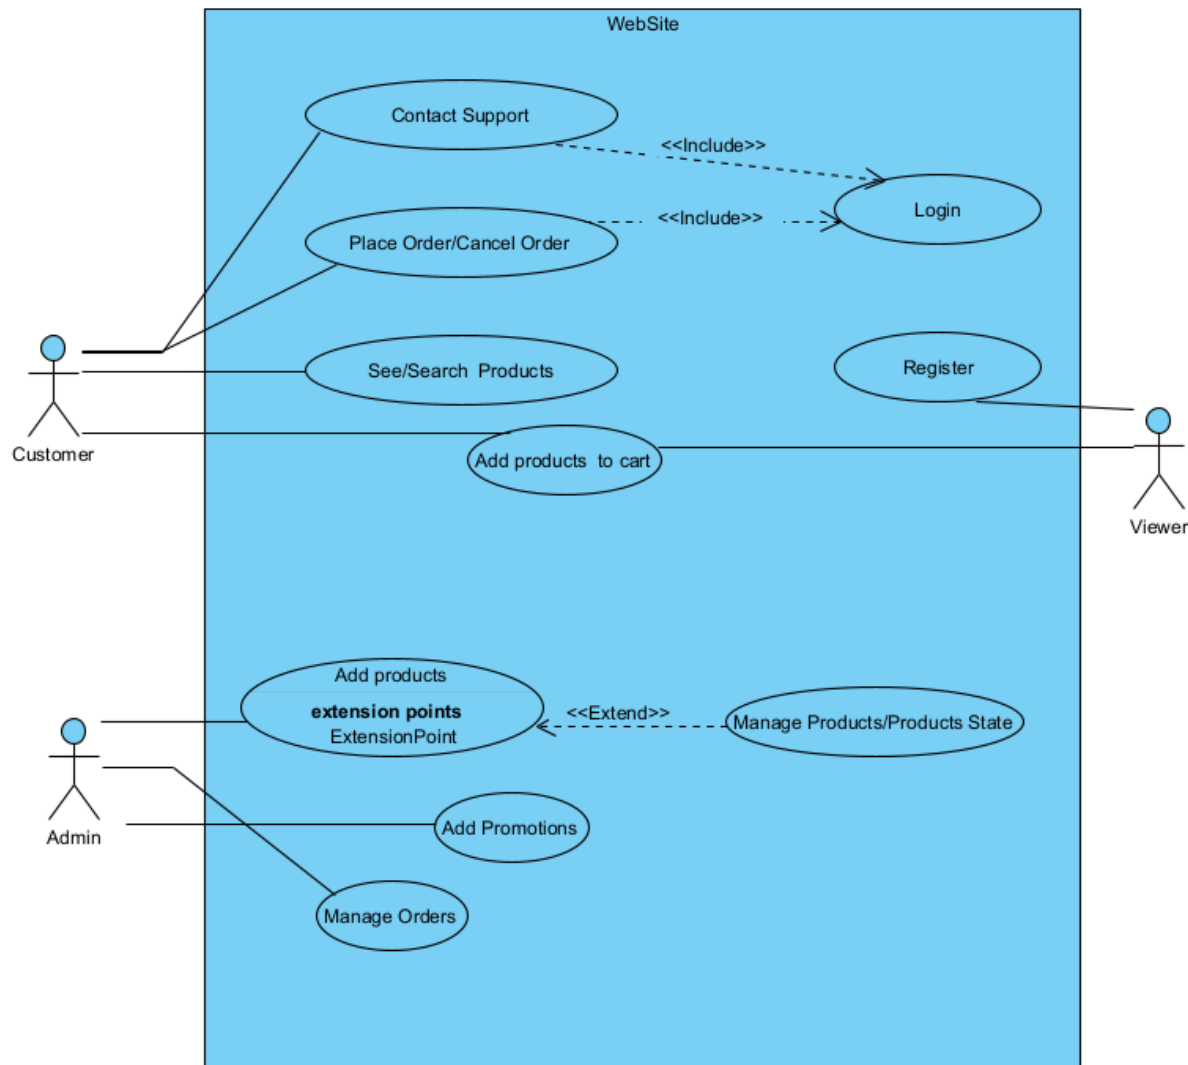 WebSite
Contact Support
<<Include>>
Login
Place Order/Cancel Order
<<Include>>
See/Search Products
Register
Customer
Add products to cart
Viewer
Add products
extension points
ExtensionPoint
<<Extend>>
Manage Products/Products State
Admin
Add Promotions
Manage Orders